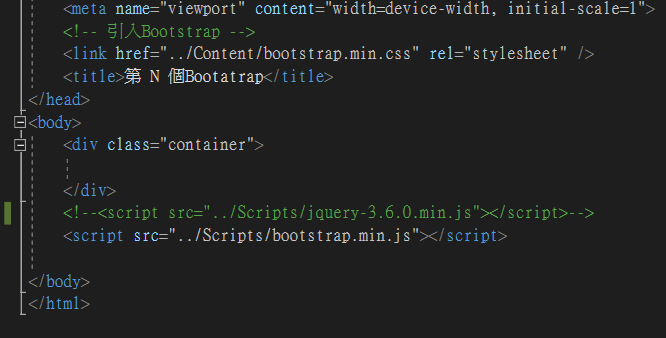 <meta name="viewport" content="width=device-width, initial-scale=1">
<!-- 引入Bootstrap -->
<link href="../Content/bootstrap.min.css" rel="stylesheet" />
<title>第 N 個Bootatrap</title>
</head>
<body>
<div class="container">
</div>
<!--<script src="../Scripts/jquery-3.6.0.min.js"></script>-->
<script src="../Scripts/bootstrap.min.js"></script>
</body>
</html>